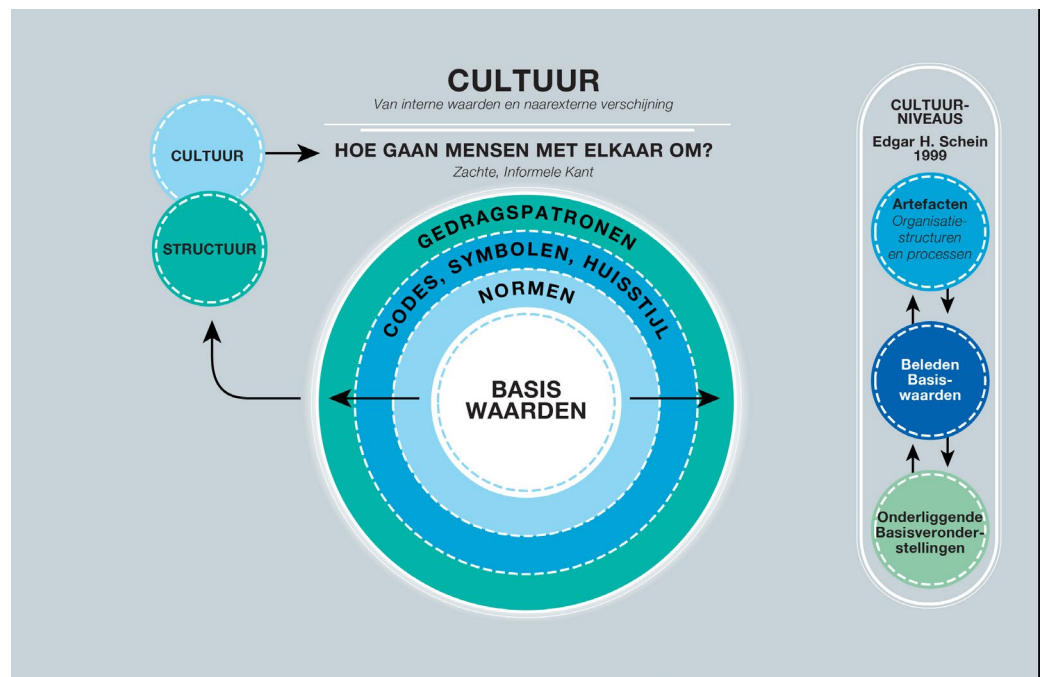 CULTUUR
Van interne waarden en naarexterne verschijning
HOE GAAN MENSEN MET ELKAAR OM?
Zachte, Informele Kant
CULTUUR
STRUCTUUR
GEDRAGSPATRONEN
CODES, SYMBOLEN, HUISSTIJL
NORMEN
BASIS
WAARDEN
CULTUUR-
NIVEAUS
Edgar H. Schein
1999
Artefacten
Organisatie-
structuren
en processen
Beleden
Basis-
waarden
Onderliggende
Basisveronder-
stellingen